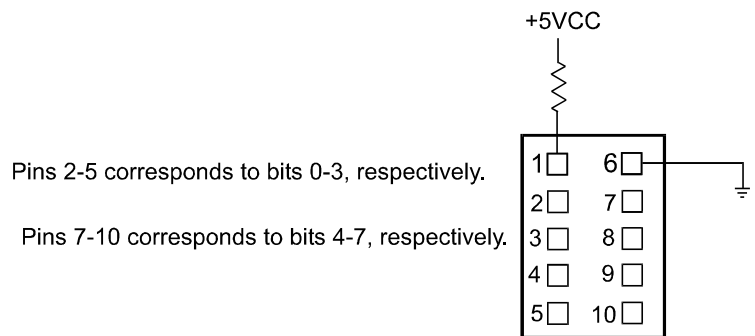 +5VCC
Pins 2-5 corresponds to bits 0-3, respectively.
Pins 7-10 corresponds to bits 4-7, respectively.
1 6
2 7
3 8
4 9
5 10